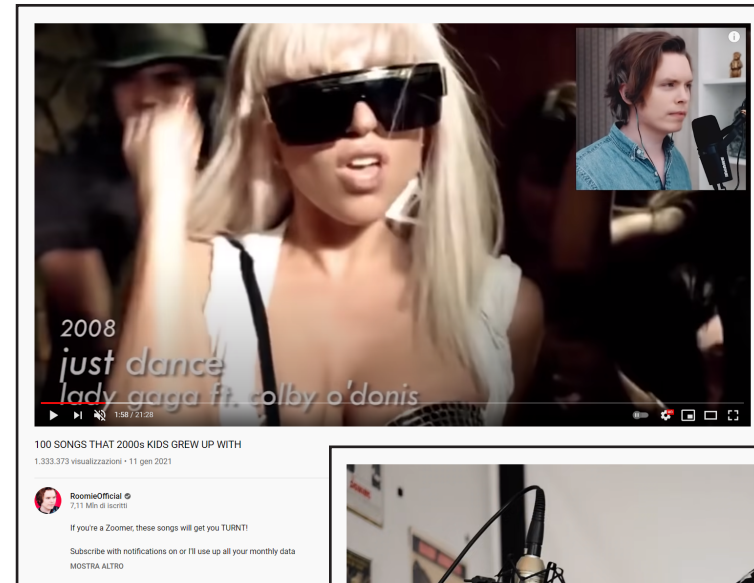 2008
just dance
lady gaga ft. colby o'donis
1:58 / 21:28
100 SONGS THAT 2000s KIDS GREW UP WITH
1.333.373 visualizzazioni • 11 gen 2021
RoomieOfficial
7,11 Mln di iscritti
If you're a Zoomer, these songs will get you TURNT!
Subscribe with notifications on or I'll use up all your monthly data
MOSTRA ALTRO